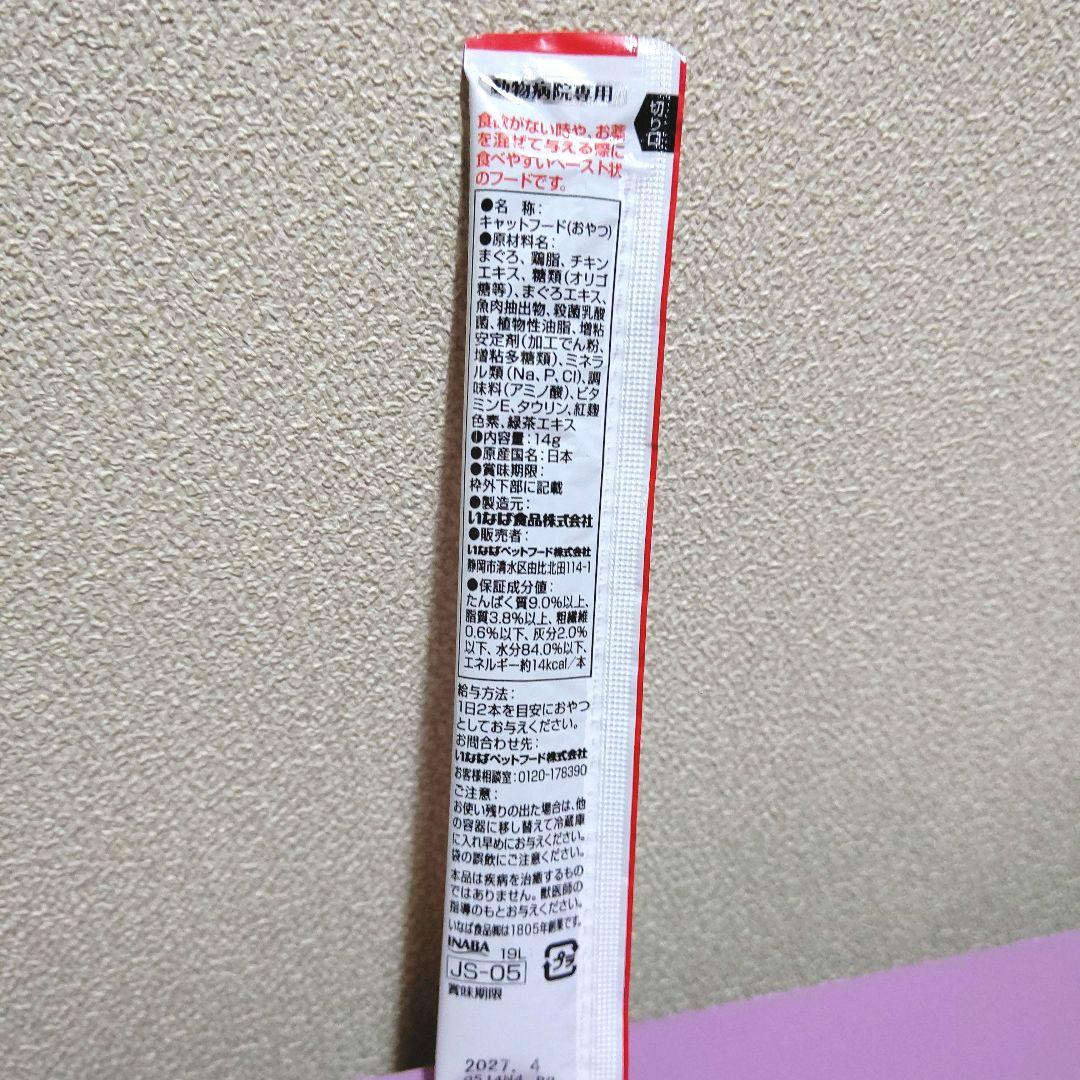 動物病院専用
切り口
食欲がない時や、お薬
を混ぜて与える際に
食べやすいペースト状
のフードです。
●名 称：
キャットフード(おやつ)
●原材料名：
まぐろ、鶏脂、チキン
エキス、糖類(オリゴ
糖等)、まぐろエキス、
魚肉抽出物、殺菌乳酸
菌、植物性油脂、増粘
安定剤(加工でん粉、
増粘多糖類)、ミネラ
ル類(Na、P、Cl)、調
味料(アミノ酸)、ビタ
ミンE、タウリン、紅麹
色素、緑茶エキス
●内容量：14g
●原産国名：日本
●賞味期限：
枠外下部に記載
●製造元：
いなば食品株式会社
●販売者：
いなばペットフード株式会社
静岡市清水区由比北田114-1
●保証成分値：
たんぱく質9.0%以上、
脂質3.8%以上、粗繊維
0.6%以下、灰分2.0%
以下、水分84.0%以下、
エネルギー約14kcal/本
給与方法：
1日2本を目安におやつ
としてお与えください。
お問合わせ先：
いなばペットフード株式会社
お客様相談室：0120-178390
ご注意：
お使い残りの出た場合は、他
の容器に移し替えて冷蔵庫
に入れ早めにお与えください。
袋の誤飲にご注意ください。
本品は疾病を治癒するもの
ではありません。獣医師の
指導のもとお与えください。
いなば食品㈱は1805年創業です。
INABA 19L
JS-05 プラ
賞味期限
2027. 4